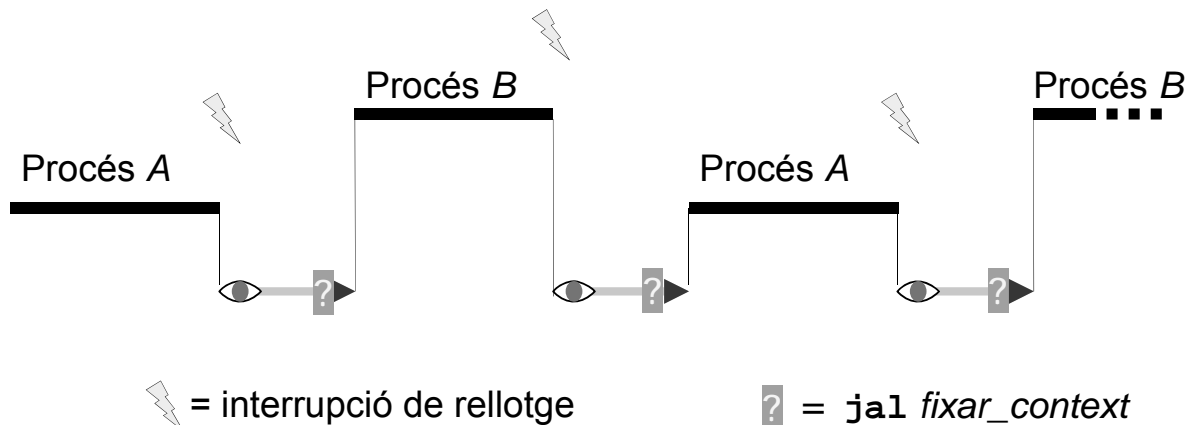 Procés B
Procés B
Procés A
Procés A
?
?
?
= interrupció de rellotge
? = jal fixar_context